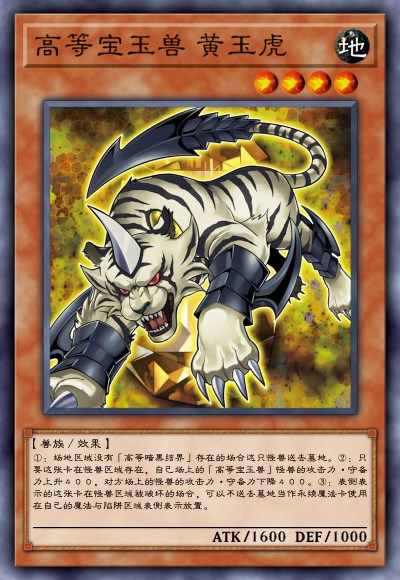 高等宝玉兽 黄玉虎
地
【兽族／效果】
①：场地区域没有「高等暗黑结界」存在的场合这只怪兽送去墓地。②：只
要这张卡在怪兽区域存在，自己场上的「高等宝玉兽」怪兽的攻击力・守备
力上升４００，对方场上的怪兽的攻击力・守备力下降４００。③：表侧表
示的这张卡在怪兽区域被破坏的场合，可以不送去墓地当作永续魔法卡使用
在自己的魔法与陷阱区域表侧表示放置。
ATK/1600 DEF/1000